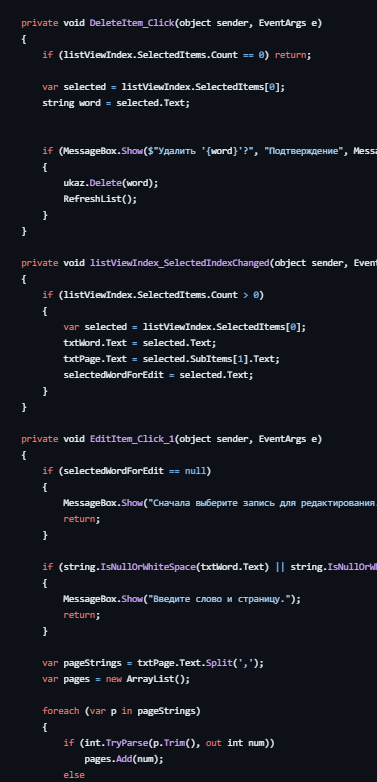 private void DeleteItem_Click(object sender, EventArgs e)
{
    if (listViewIndex.SelectedItems.Count == 0) return;

    var selected = listViewIndex.SelectedItems[0];
    string word = selected.Text;


    if (MessageBox.Show($"Удалить '{word}'?", "Подтверждение", Messa
    {
        ukaz.Delete(word);
        RefreshList();
    }
}

private void listViewIndex_SelectedIndexChanged(object sender, Event
{
    if (listViewIndex.SelectedItems.Count > 0)
    {
        var selected = listViewIndex.SelectedItems[0];
        txtWord.Text = selected.Text;
        txtPage.Text = selected.SubItems[1].Text;
        selectedWordForEdit = selected.Text;
    }
}

private void EditItem_Click_1(object sender, EventArgs e)
{
    if (selectedWordForEdit == null)
    {
        MessageBox.Show("Сначала выберите запись для редактирования.
        return;
    }

    if (string.IsNullOrWhiteSpace(txtWord.Text) || string.IsNullOrWh
    {
        MessageBox.Show("Введите слово и страницу.");
        return;
    }

    var pageStrings = txtPage.Text.Split(',');
    var pages = new ArrayList();

    foreach (var p in pageStrings)
    {
        if (int.TryParse(p.Trim(), out int num))
            pages.Add(num);
        else